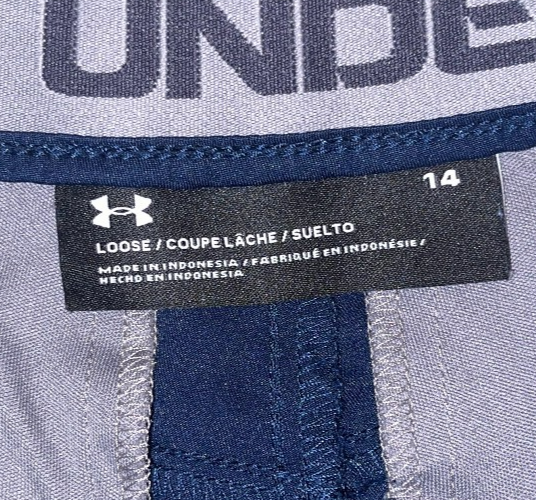 UNDE
14
LOOSE / COUPE LÂCHE / SUELTO
MADE IN INDONESIA / FABRIQUÉ EN INDONÉSIE /
HECHO EN INDONESIA